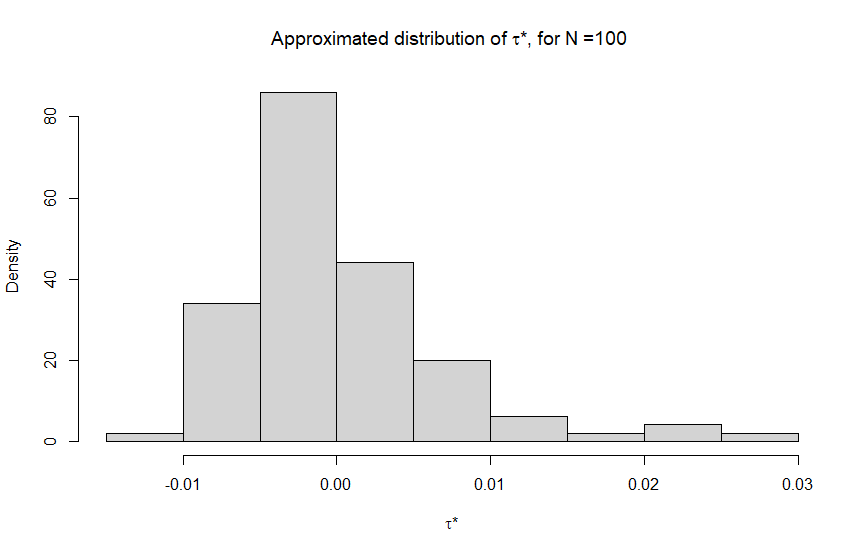 Approximated distribution of τ*, for N =100
Density
80
60
40
20
0
-0.01 0.00 0.01 0.02 0.03
τ*